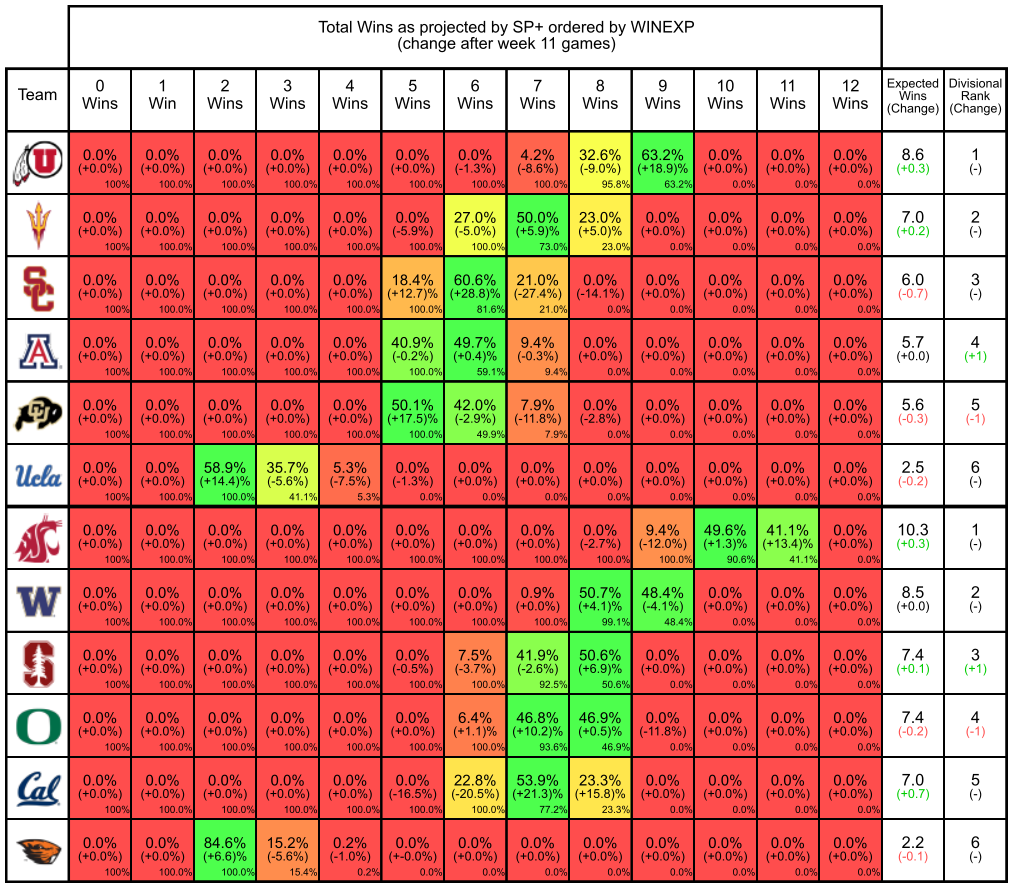 Total Wins as projected by SP+ ordered by WINEXP
(change after week 11 games)
Team 0 Wins 1 Win 2 Wins 3 Wins 4 Wins 5 Wins 6 Wins 7 Wins 8 Wins 9 Wins 10 Wins 11 Wins 12 Wins Expected Wins (Change) Divisional Rank (Change)
U
0.0% 0.0% 0.0% 0.0% 0.0% 0.0% 0.0% 4.2% 32.6% 63.2% 0.0% 0.0% 0.0% 8.6 1
(+0.0%) (+0.0%) (+0.0%) (+0.0%) (+0.0%) (+0.0%) (-1.3%) (-8.6%) (-9.0%) (+18.9)% (+0.0%) (+0.0%) (+0.0%) (+0.3) (-)
100% 100.0% 100.0% 100.0% 100.0% 100.0% 100.0% 100.0% 95.8% 63.2% 0.0% 0.0% 0.0%
0.0% 0.0% 0.0% 0.0% 0.0% 0.0% 27.0% 50.0% 23.0% 0.0% 0.0% 0.0% 0.0% 7.0 2
(+0.0%) (+0.0%) (+0.0%) (+0.0%) (+0.0%) (-5.9%) (-5.0%) (+5.9)% (+5.0)% (+0.0%) (+0.0%) (+0.0%) (+0.0%) (+0.2) (-)
100% 100.0% 100.0% 100.0% 100.0% 100.0% 100.0% 73.0% 23.0% 0.0% 0.0% 0.0% 0.0%
SC
0.0% 0.0% 0.0% 0.0% 0.0% 18.4% 60.6% 21.0% 0.0% 0.0% 0.0% 0.0% 0.0% 6.0 3
(+0.0%) (+0.0%) (+0.0%) (+0.0%) (+0.0%) (+12.7)% (+28.8)% (-27.4%) (-14.1%) (+0.0%) (+0.0%) (+0.0%) (+0.0%) (-0.7) (-)
100% 100.0% 100.0% 100.0% 100.0% 100.0% 81.6% 21.0% 0.0% 0.0% 0.0% 0.0% 0.0%
A
0.0% 0.0% 0.0% 0.0% 0.0% 40.9% 49.7% 9.4% 0.0% 0.0% 0.0% 0.0% 0.0% 5.7 4
(+0.0%) (+0.0%) (+0.0%) (+0.0%) (+0.0%) (-0.2%) (+0.4)% (-0.3%) (+0.0%) (+0.0%) (+0.0%) (+0.0%) (+0.0%) (+0.0) (+1)
100% 100.0% 100.0% 100.0% 100.0% 100.0% 59.1% 9.4% 0.0% 0.0% 0.0% 0.0% 0.0%
CU
0.0% 0.0% 0.0% 0.0% 0.0% 50.1% 42.0% 7.9% 0.0% 0.0% 0.0% 0.0% 0.0% 5.6 5
(+0.0%) (+0.0%) (+0.0%) (+0.0%) (+0.0%) (+17.5)% (-2.9%) (-11.8%) (-2.8%) (+0.0%) (+0.0%) (+0.0%) (+0.0%) (-0.3) (-1)
100% 100.0% 100.0% 100.0% 100.0% 100.0% 49.9% 7.9% 0.0% 0.0% 0.0% 0.0% 0.0%
Ucla
0.0% 0.0% 58.9% 35.7% 5.3% 0.0% 0.0% 0.0% 0.0% 0.0% 0.0% 0.0% 0.0% 2.5 6
(+0.0%) (+0.0%) (+14.4)% (-5.6%) (-7.5%) (-1.3%) (+0.0%) (+0.0%) (+0.0%) (+0.0%) (+0.0%) (+0.0%) (+0.0%) (-0.2) (-)
100% 100.0% 100.0% 41.1% 5.3% 0.0% 0.0% 0.0% 0.0% 0.0% 0.0% 0.0% 0.0%
0.0% 0.0% 0.0% 0.0% 0.0% 0.0% 0.0% 0.0% 0.0% 9.4% 49.6% 41.1% 0.0% 10.3 1
(+0.0%) (+0.0%) (+0.0%) (+0.0%) (+0.0%) (+0.0%) (+0.0%) (+0.0%) (-2.7%) (-12.0%) (+1.3)% (+13.4)% (+0.0%) (+0.3) (-)
100% 100.0% 100.0% 100.0% 100.0% 100.0% 100.0% 100.0% 100.0% 100.0% 90.6% 41.1% 0.0%
W
0.0% 0.0% 0.0% 0.0% 0.0% 0.0% 0.0% 0.9% 50.7% 48.4% 0.0% 0.0% 0.0% 8.5 2
(+0.0%) (+0.0%) (+0.0%) (+0.0%) (+0.0%) (+0.0%) (+0.0%) (+0.0%) (+4.1)% (-4.1%) (+0.0%) (+0.0%) (+0.0%) (+0.0) (-)
100% 100.0% 100.0% 100.0% 100.0% 100.0% 100.0% 100.0% 99.1% 48.4% 0.0% 0.0% 0.0%
S
0.0% 0.0% 0.0% 0.0% 0.0% 0.0% 7.5% 41.9% 50.6% 0.0% 0.0% 0.0% 0.0% 7.4 3
(+0.0%) (+0.0%) (+0.0%) (+0.0%) (+0.0%) (-0.5%) (-3.7%) (-2.6%) (+6.9)% (+0.0%) (+0.0%) (+0.0%) (+0.0%) (+0.1) (+1)
100% 100.0% 100.0% 100.0% 100.0% 100.0% 100.0% 92.5% 50.6% 0.0% 0.0% 0.0% 0.0%
O
0.0% 0.0% 0.0% 0.0% 0.0% 0.0% 6.4% 46.8% 46.9% 0.0% 0.0% 0.0% 0.0% 7.4 4
(+0.0%) (+0.0%) (+0.0%) (+0.0%) (+0.0%) (+0.0%) (+1.1)% (+10.2)% (+0.5)% (-11.8%) (+0.0%) (+0.0%) (+0.0%) (-0.2) (-1)
100% 100.0% 100.0% 100.0% 100.0% 100.0% 100.0% 93.6% 46.9% 0.0% 0.0% 0.0% 0.0%
Cal
0.0% 0.0% 0.0% 0.0% 0.0% 0.0% 22.8% 53.9% 23.3% 0.0% 0.0% 0.0% 0.0% 7.0 5
(+0.0%) (+0.0%) (+0.0%) (+0.0%) (+0.0%) (-16.5%) (-20.5%) (+21.3)% (+15.8)% (+0.0%) (+0.0%) (+0.0%) (+0.0%) (+0.7) (-)
100% 100.0% 100.0% 100.0% 100.0% 100.0% 100.0% 77.2% 23.3% 0.0% 0.0% 0.0% 0.0%
0.0% 0.0% 84.6% 15.2% 0.2% 0.0% 0.0% 0.0% 0.0% 0.0% 0.0% 0.0% 0.0% 2.2 6
(+0.0%) (+0.0%) (+6.6)% (-5.6%) (-1.0%) (+-0.0%) (+0.0%) (+0.0%) (+0.0%) (+0.0%) (+0.0%) (+0.0%) (+0.0%) (-0.1) (-)
100% 100.0% 100.0% 15.4% 0.2% 0.0% 0.0% 0.0% 0.0% 0.0% 0.0% 0.0% 0.0%